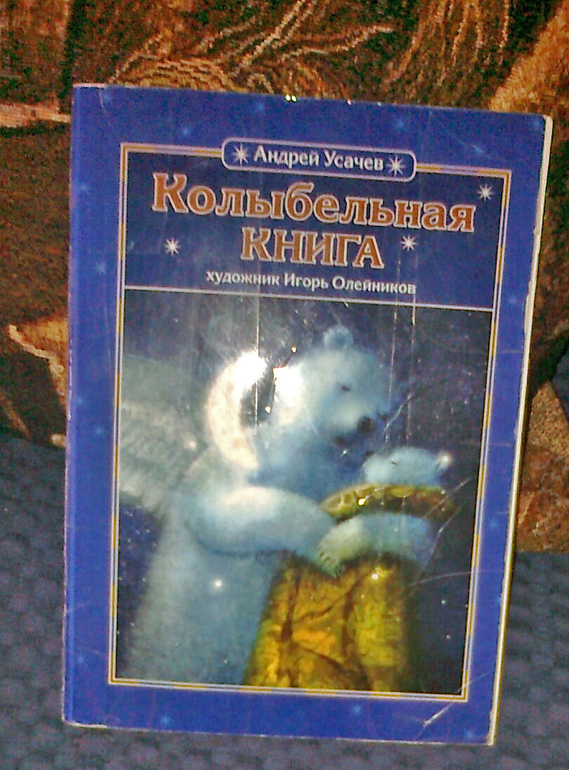 Андрей Усачев
Колыбельная
КНИГА
художник Игорь Олейников